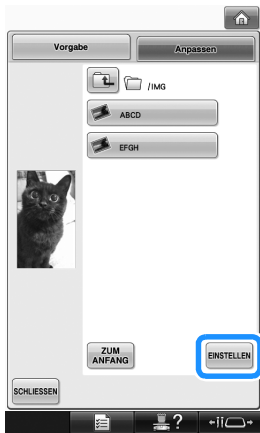 Vorgabe
Anpassen
/IMG
ABCD
EFGH
ZUM
ANFANG
EINSTELLEN
SCHLIESSEN
?